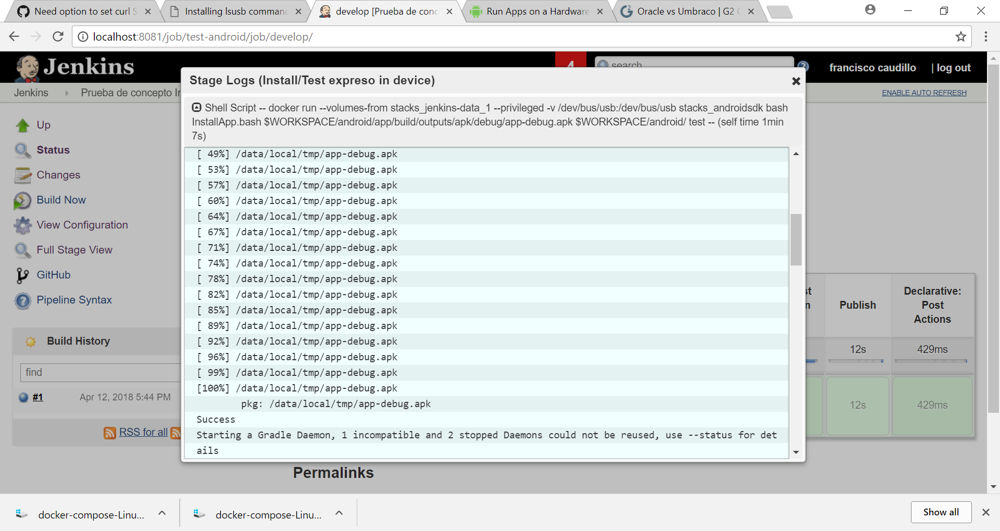 Need option to set curl S
Installing lsusb comman
develop [Prueba de conc
Run Apps on a Hardware
Oracle vs Umbraco | G2 C
localhost:8081/job/test-android/job/develop/
Jenkins
4
search
francisco caudillo
| log out
Jenkins
Prueba de concepto In
ENABLE AUTO REFRESH
Stage Logs (Install/Test expreso in device)
Shell Script -- docker run --volumes-from stacks_jenkins-data_1 --privileged -v /dev/bus/usb:/dev/bus/usb stacks_androidsdk bash
InstallApp.bash $WORKSPACE/android/app/build/outputs/apk/debug/app-debug.apk $WORKSPACE/android/ test -- (self time 1min
7s)
Up
Status
Changes
Build Now
View Configuration
Full Stage View
GitHub
Pipeline Syntax
Build History
find
#1
Apr 12, 2018 5:44 PM
RSS for all
[ 49%] /data/local/tmp/app-debug.apk
[ 53%] /data/local/tmp/app-debug.apk
[ 57%] /data/local/tmp/app-debug.apk
[ 60%] /data/local/tmp/app-debug.apk
[ 64%] /data/local/tmp/app-debug.apk
[ 67%] /data/local/tmp/app-debug.apk
[ 71%] /data/local/tmp/app-debug.apk
[ 74%] /data/local/tmp/app-debug.apk
[ 78%] /data/local/tmp/app-debug.apk
[ 82%] /data/local/tmp/app-debug.apk
[ 85%] /data/local/tmp/app-debug.apk
[ 89%] /data/local/tmp/app-debug.apk
[ 92%] /data/local/tmp/app-debug.apk
[ 96%] /data/local/tmp/app-debug.apk
[ 99%] /data/local/tmp/app-debug.apk
[100%] /data/local/tmp/app-debug.apk
pkg: /data/local/tmp/app-debug.apk
Success
Starting a Gradle Daemon, 1 incompatible and 2 stopped Daemons could not be reused, use --status for det
ails
st
n
Publish
Declarative:
Post
Actions
12s
429ms
12s
429ms
Permalinks
docker-compose-Linu...
docker-compose-Linu...
Show all